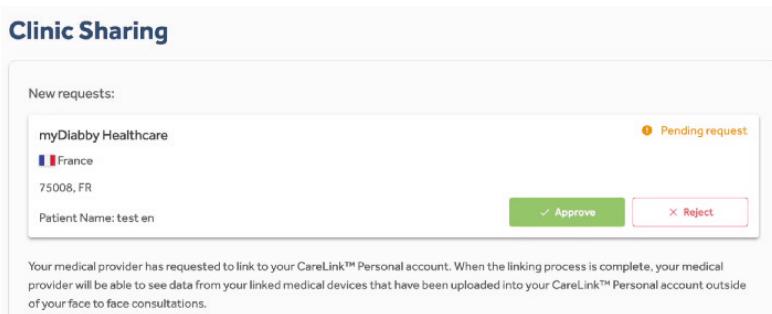 Clinic Sharing
New requests:
myDiabby Healthcare
Pending request
France
75008, FR
Patient Name: test en
Approve
Reject
Your medical provider has requested to link to your CareLink™ Personal account. When the linking process is complete, your medical
provider will be able to see data from your linked medical devices that have been uploaded into your CareLink™ Personal account outside
of your face to face consultations.